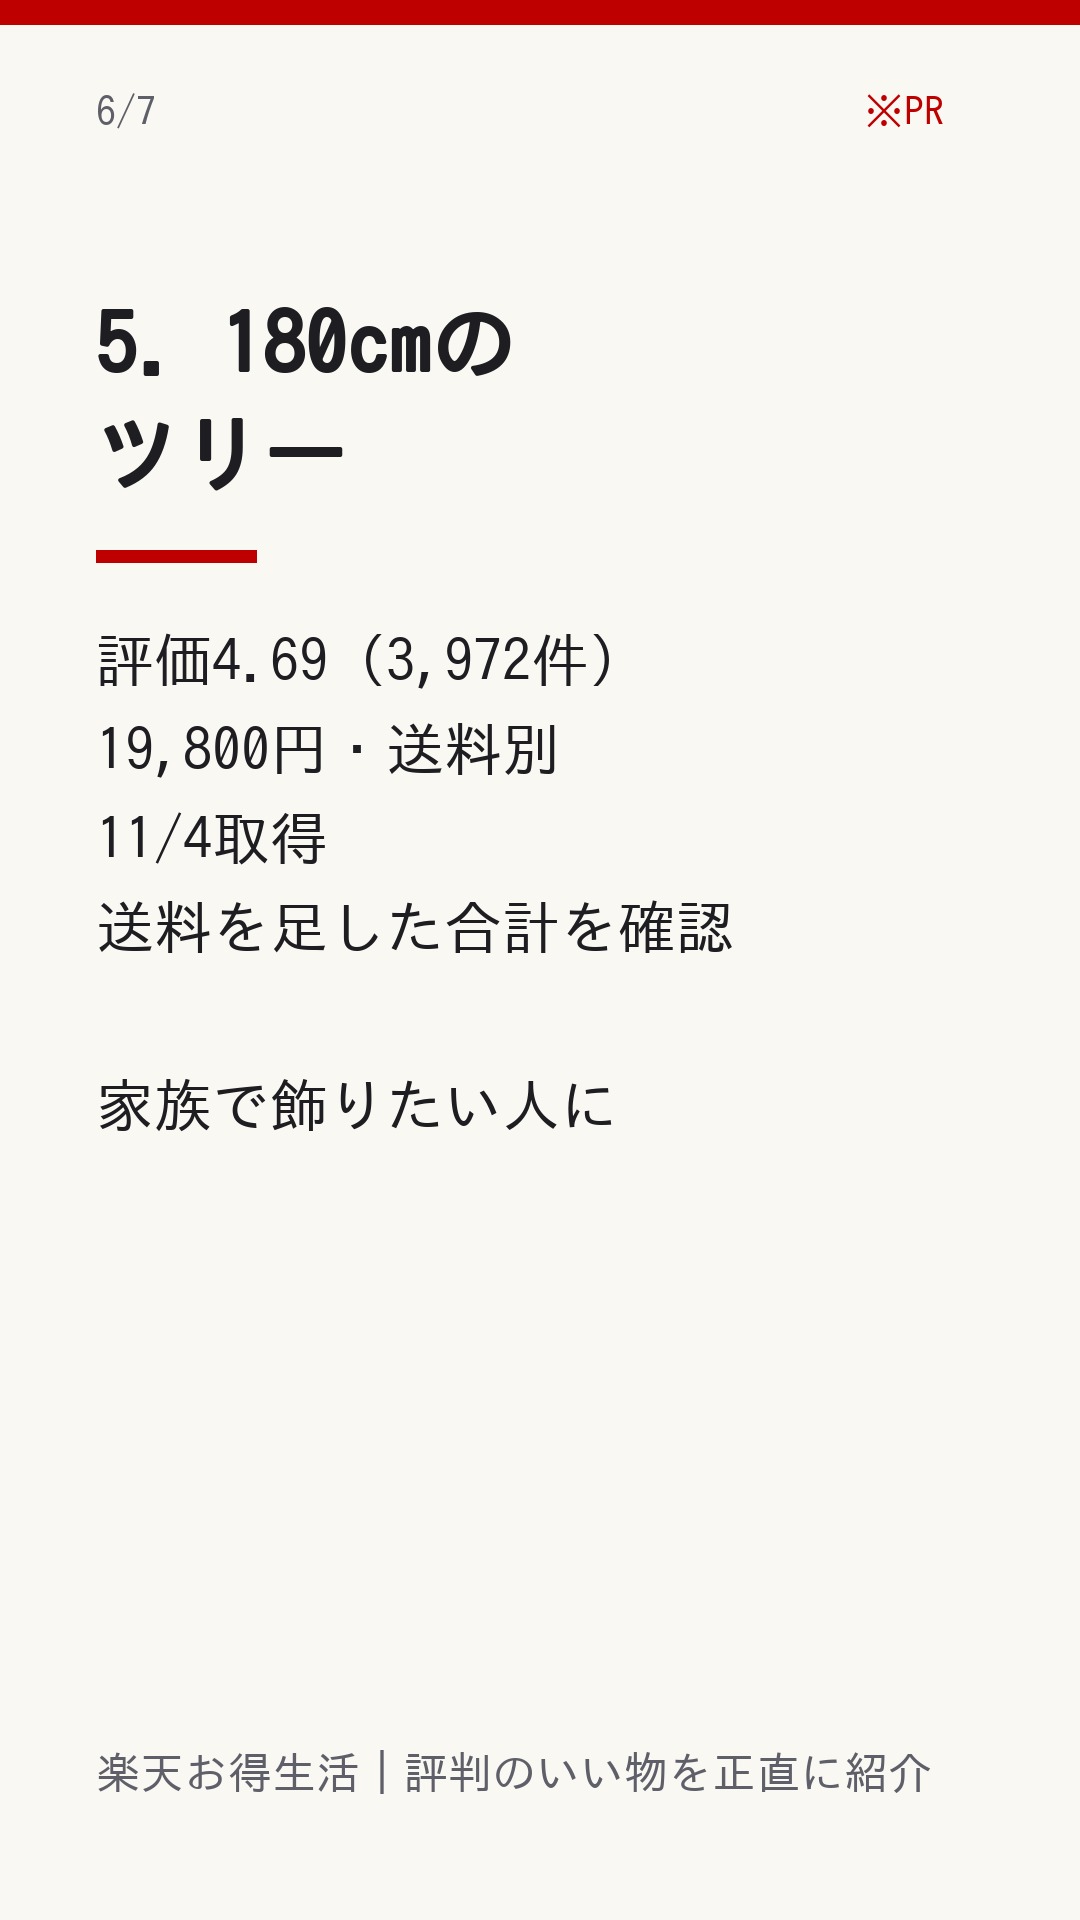 6/7
※PR
5. 180cmの
ツリー
評価4.69（3,972件）
19,800円・送料別
11/4取得
送料を足した合計を確認
家族で飾りたい人に
楽天お得生活｜評判のいい物を正直に紹介